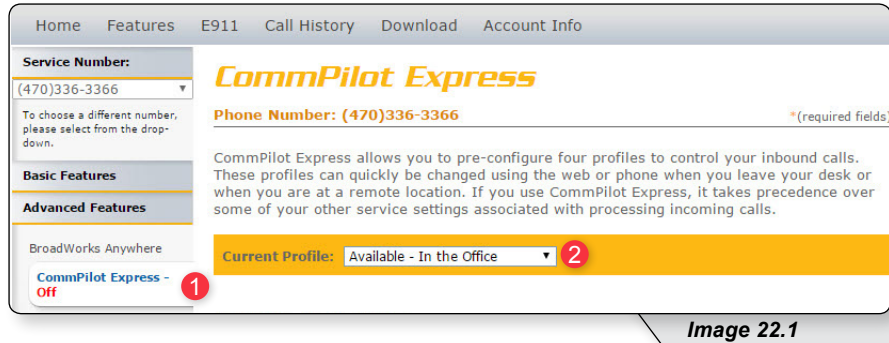 Home Features E911 Call History Download Account Info
Service Number:
(470)336-3366
To choose a different number,
please select from the drop-
down.
Basic Features
Advanced Features
BroadWorks Anywhere
CommPilot Express -
Off
1
CommPilot Express
Phone Number: (470)336-3366
*(required fields)
CommPilot Express allows you to pre-configure four profiles to control your inbound calls.
These profiles can quickly be changed using the web or phone when you leave your desk or
when you are at a remote location. If you use CommPilot Express, it takes precedence over
some of your other service settings associated with processing incoming calls.
Current Profile: Available - In the Office 2
Image 22.1